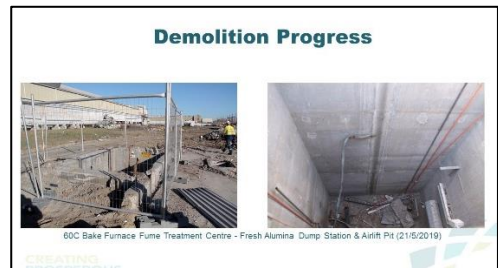 Demolition Progress
60C Bake Furnace Fume Treatment Centre - Fresh Alumina Dump Station & Airlift Pit (21/5/2019)
CREATING